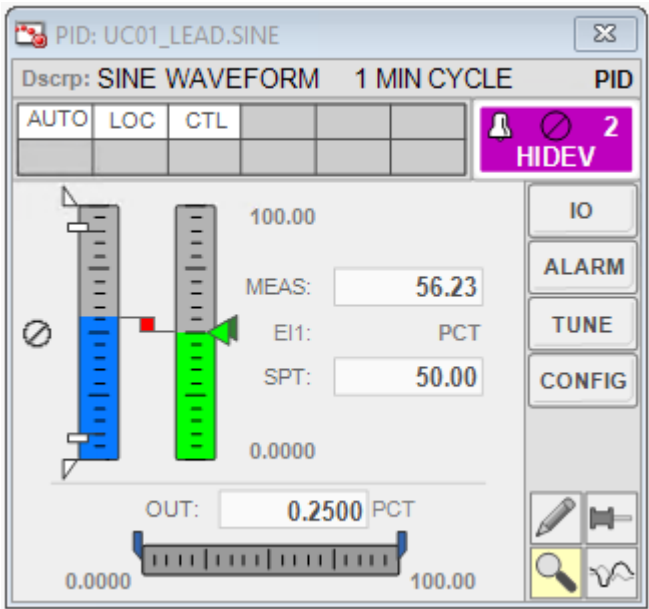 PID: UC01_LEAD.SINE
Dscrp: SINE WAVEFORM 1 MIN CYCLE PID
AUTO LOC CTL
2
HIDEV
100.00
MEAS: 56.23
EI1: PCT
SPT: 50.00
0.0000
OUT: 0.2500 PCT
0.0000 100.00
IO
ALARM
TUNE
CONFIG